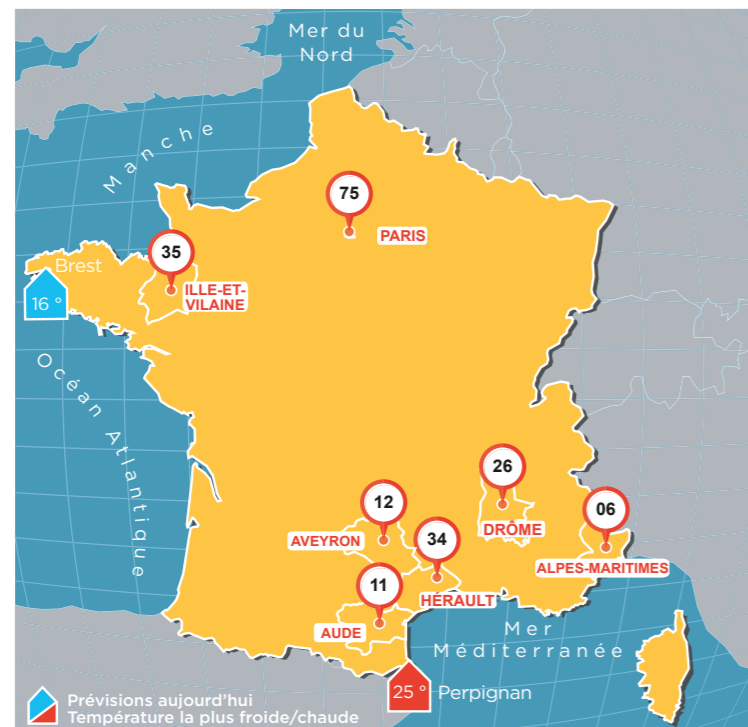 Mer du
Nord
Manche
75
PARIS
35
Brest
ILLE-ET-
VILAINE
16 °
Océan Atlantique
26
12
DRÔME
06
AVEYRON
34
ALPES-MARITIMES
11
HÉRAULT
AUDE
Mer
Méditerranée
25 ° Perpignan
Prévisions aujourd'hui
Température la plus froide/chaude